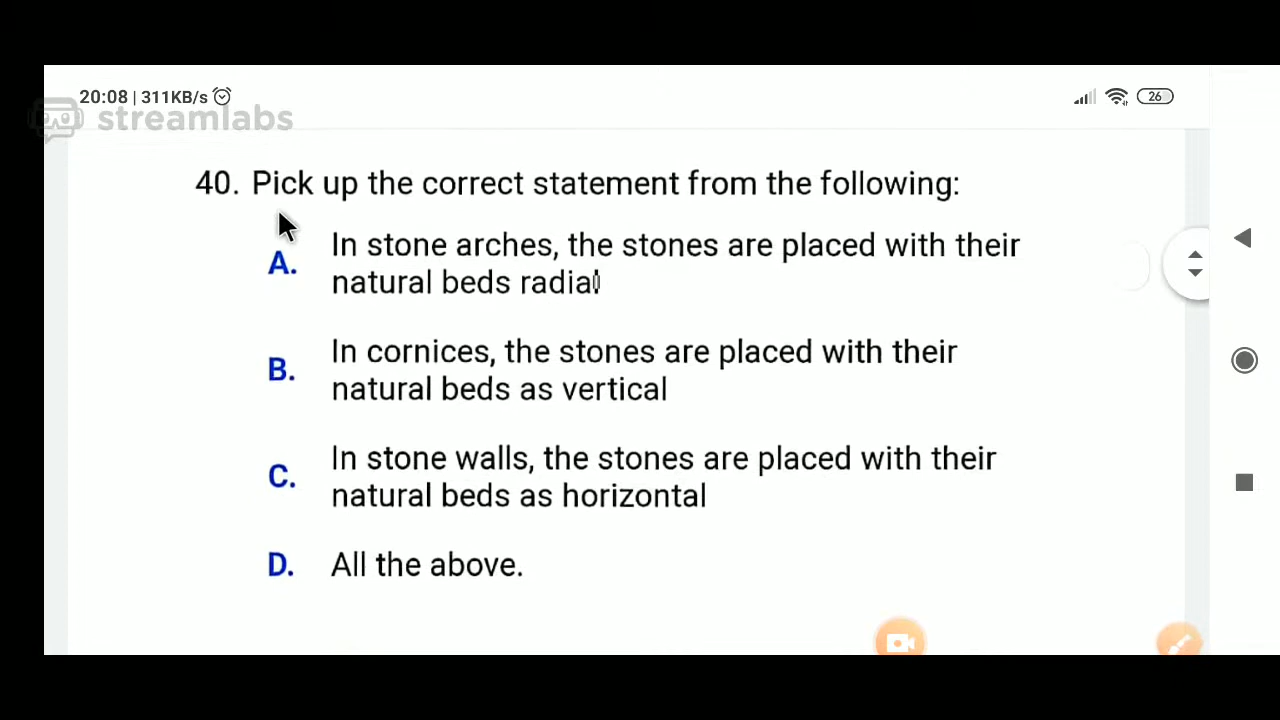 20:08 | 311KB/s
26
streamlabs
40. Pick up the correct statement from the following:
A. In stone arches, the stones are placed with their
natural beds radial
B. In cornices, the stones are placed with their
natural beds as vertical
C. In stone walls, the stones are placed with their
natural beds as horizontal
D. All the above.